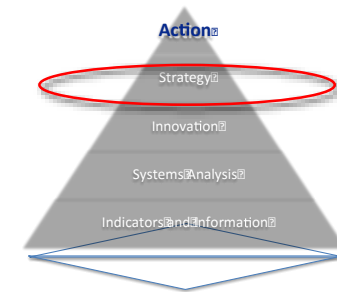 Action
Strategy
Innovation
Systems Analysis
Indicators and Information